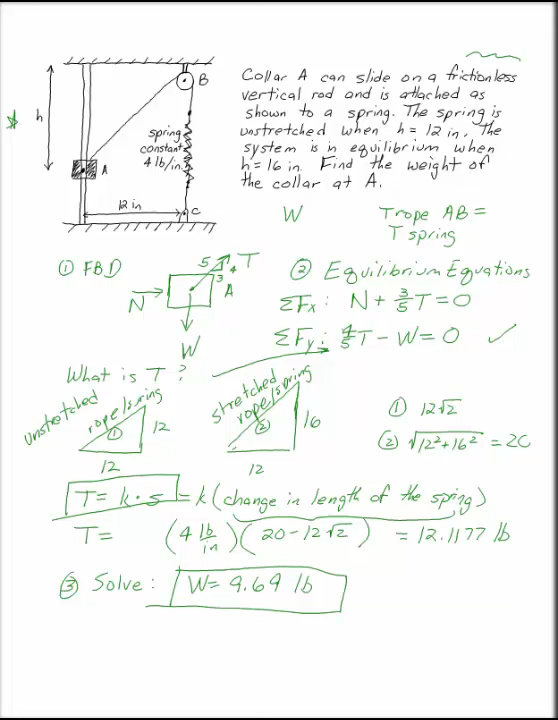 Collar A can slide on a frictionless
vertical rod and is attached as
shown to a spring. The spring is
unstretched when h = 12 in. The
system is in equilibrium when
h = 16 in. Find the weight of
the collar at A.
h
B
spring
constant
4 lb/in.
A
12 in
C
W
Trope AB =
T spring
① FBD
5
4
3
T
N
A
W
② Equilibrium Equations
ΣFx: N + 3/5 T = 0
ΣFy: 4/5 T - W = 0 ✓
What is T?
unstretched rope/spring
①
12
12
stretched rope/spring
②
16
12
① 12√2
② √12²+16² = 20
T = k · s = k (change in length of the spring)
T = (4 lb/in)(20 - 12√2) = 12.1177 lb
③ Solve: W = 9.69 lb